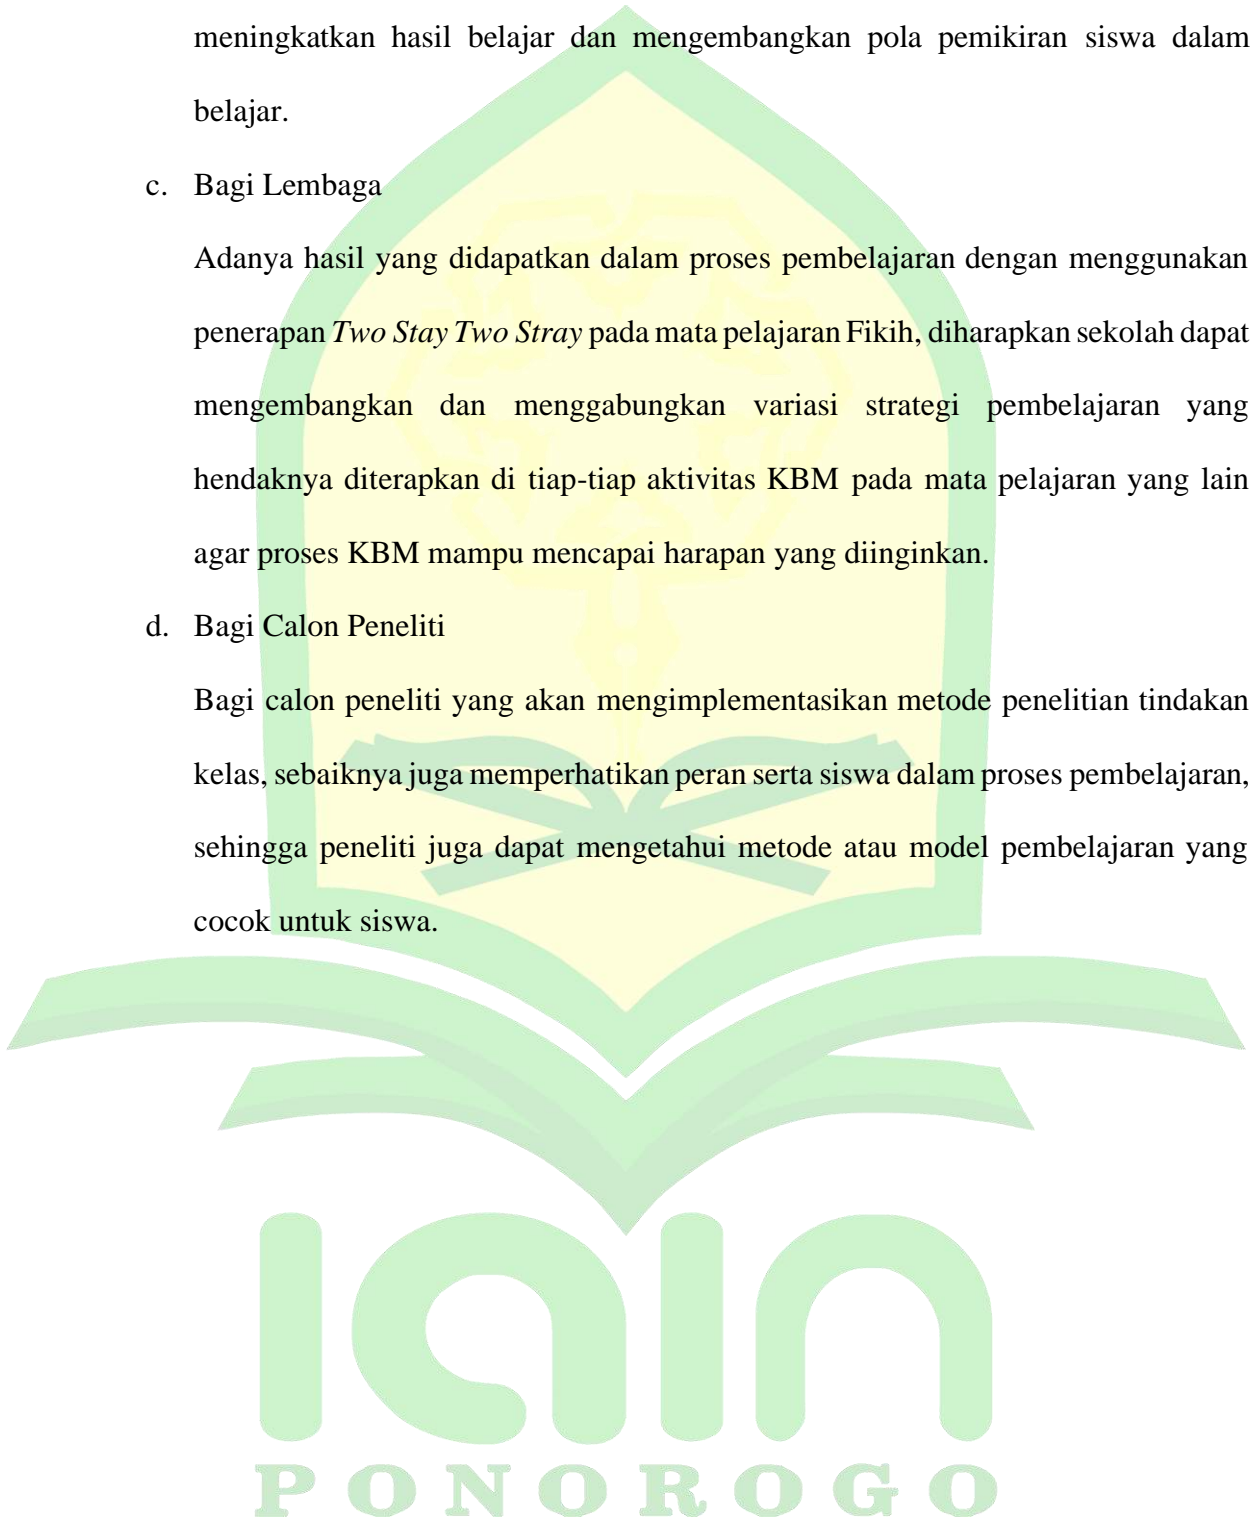 meningkatkan hasil belajar dan mengembangkan pola pemikiran siswa dalam
belajar.
c. Bagi Lembaga
Adanya hasil yang didapatkan dalam proses pembelajaran dengan menggunakan
penerapan Two Stay Two Stray pada mata pelajaran Fikih, diharapkan sekolah dapat
mengembangkan dan menggabungkan variasi strategi pembelajaran yang
hendaknya diterapkan di tiap-tiap aktivitas KBM pada mata pelajaran yang lain
agar proses KBM mampu mencapai harapan yang diinginkan.
d. Bagi Calon Peneliti
Bagi calon peneliti yang akan mengimplementasikan metode penelitian tindakan
kelas, sebaiknya juga memperhatikan peran serta siswa dalam proses pembelajaran,
sehingga peneliti juga dapat mengetahui metode atau model pembelajaran yang
cocok untuk siswa.
iain
PONOROGO